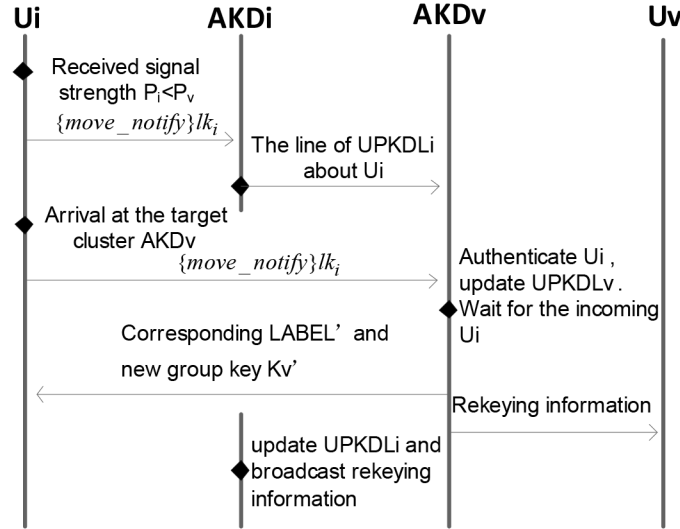 Ui AKDi AKDv Uv
Received signal
strength Pi<Pv
{move_notify}lki
The line of UPKDLi
about Ui
Arrival at the target
cluster AKDv
{move_notify}lki
Authenticate Ui ,
update UPKDLv .
Wait for the incoming
Ui
Corresponding LABEL’ and
new group key Kv’
Rekeying information
update UPKDLi and
broadcast rekeying
information